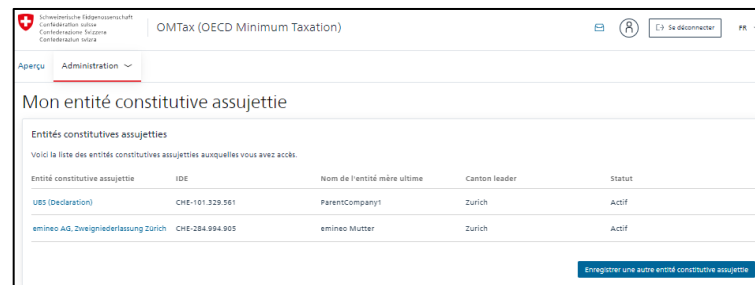 Schweizerische Eidgenossenschaft
Confédération suisse
Confederazione Svizzera
Confederaziun svizra
OMTax (OECD Minimum Taxation)
Se déconnecter
FR
Aperçu
Administration
Mon entité constitutive assujettie
Entités constitutives assujetties
Voici la liste des entités constitutives assujetties auxquelles vous avez accès.
Entité constitutive assujettie IDE Nom de l'entité mère ultime Canton leader Statut
UBS (Declaration) CHE-101.329.561 ParentCompany1 Zurich Actif
emineo AG, Zweigniederlassung Zürich CHE-284.994.905 emineo Mutter Zurich Actif
Enregistrer une autre entité constitutive assujettie